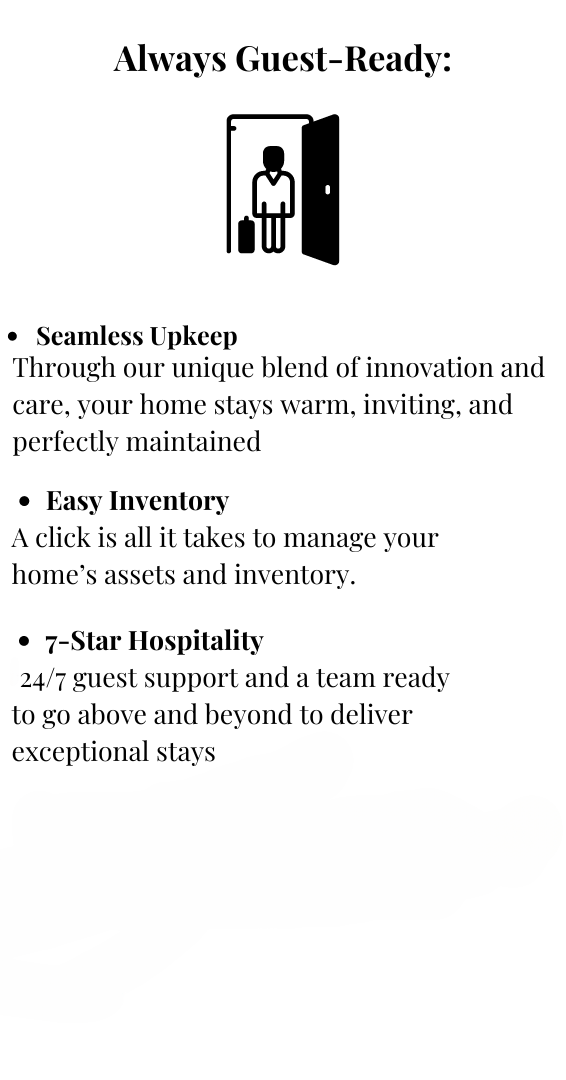 Always Guest-Ready:
• Seamless Upkeep
Through our unique blend of innovation and
care, your home stays warm, inviting, and
perfectly maintained
• Easy Inventory
A click is all it takes to manage your
home’s assets and inventory.
• 7-Star Hospitality
24/7 guest support and a team ready
to go above and beyond to deliver
exceptional stays